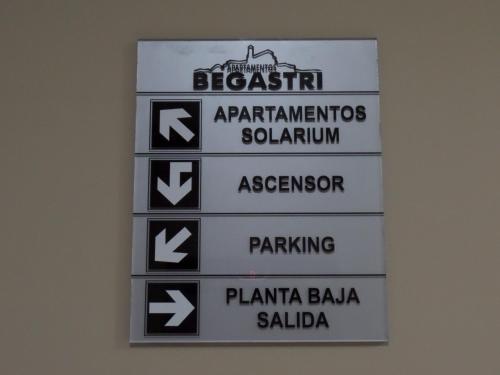 APARTAMENTOS
BEGASTRI
APARTAMENTOS
SOLARIUM
ASCENSOR
PARKING
PLANTA BAJA
SALIDA